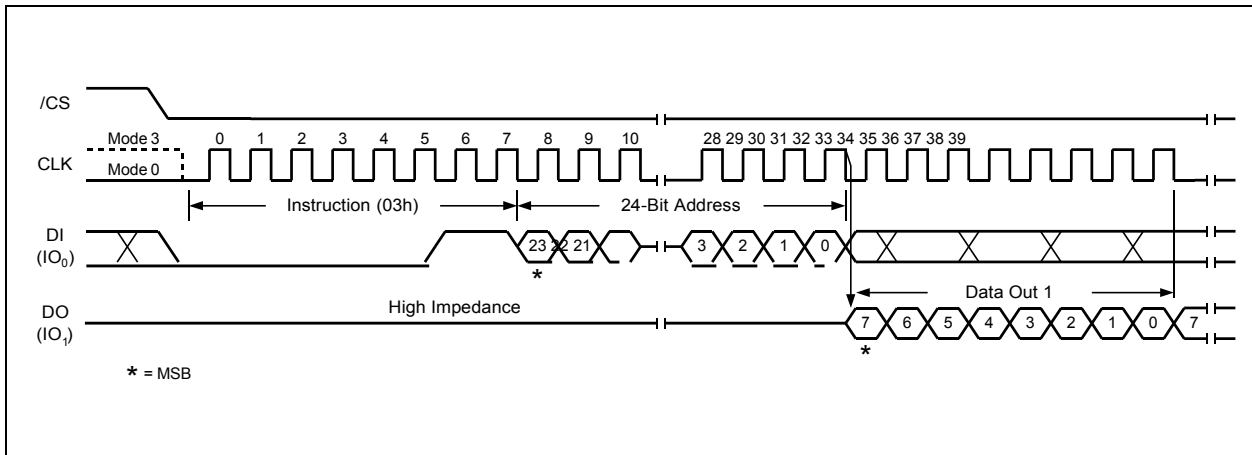 /CS
Mode 3
0 1 2 3 4 5 6 7 8 9 10 28 29 30 31 32 33 34 35 36 37 38 39
CLK
Mode 0
Instruction (03h)
24-Bit Address
DI
(IO0)
23 22 21 3 2 1 0
*
Data Out 1
High Impedance
DO
(IO1)
7 6 5 4 3 2 1 0 7
*
* = MSB